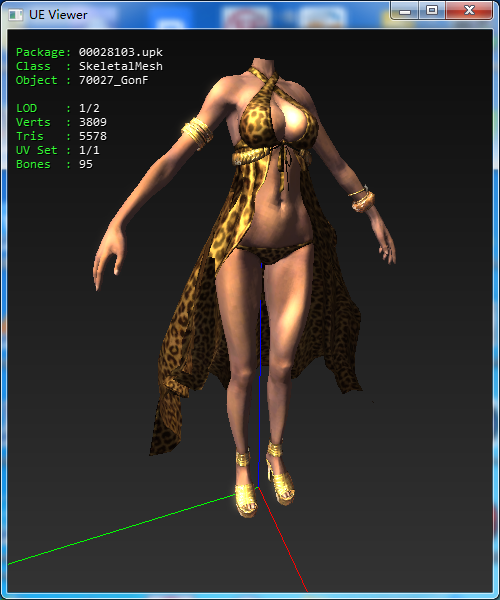 UE Viewer
Package: 00028103.upk
Class : SkeletalMesh
Object : 70027_GonF
LOD : 1/2
Verts : 3809
Tris : 5578
UV Set : 1/1
Bones : 95